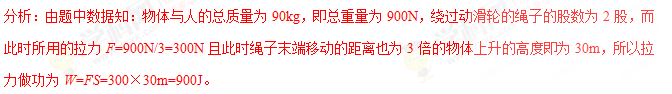 分析：由题中数据知：物体与人的总质量为 90kg，即总重量为 900N，绕过动滑轮的绳子的股数为 2 股，而
此时所用的拉力 F=900N/3=300N 且此时绳子末端移动的距离也为 3 倍的物体上升的高度即为 30m，所以拉
力做功为 W=FS=300×30m=900J。